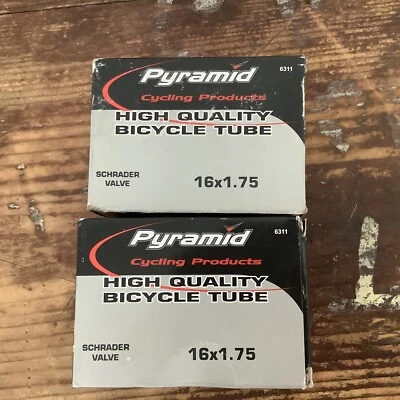 Pyramid
6311
Cycling Products
HIGH QUALITY
BICYCLE TUBE
SCHRADER
VALVE
16x1.75
Pyramid
6311
Cycling Products
HIGH QUALITY
BICYCLE TUBE
SCHRADER
VALVE
16x1.75
L